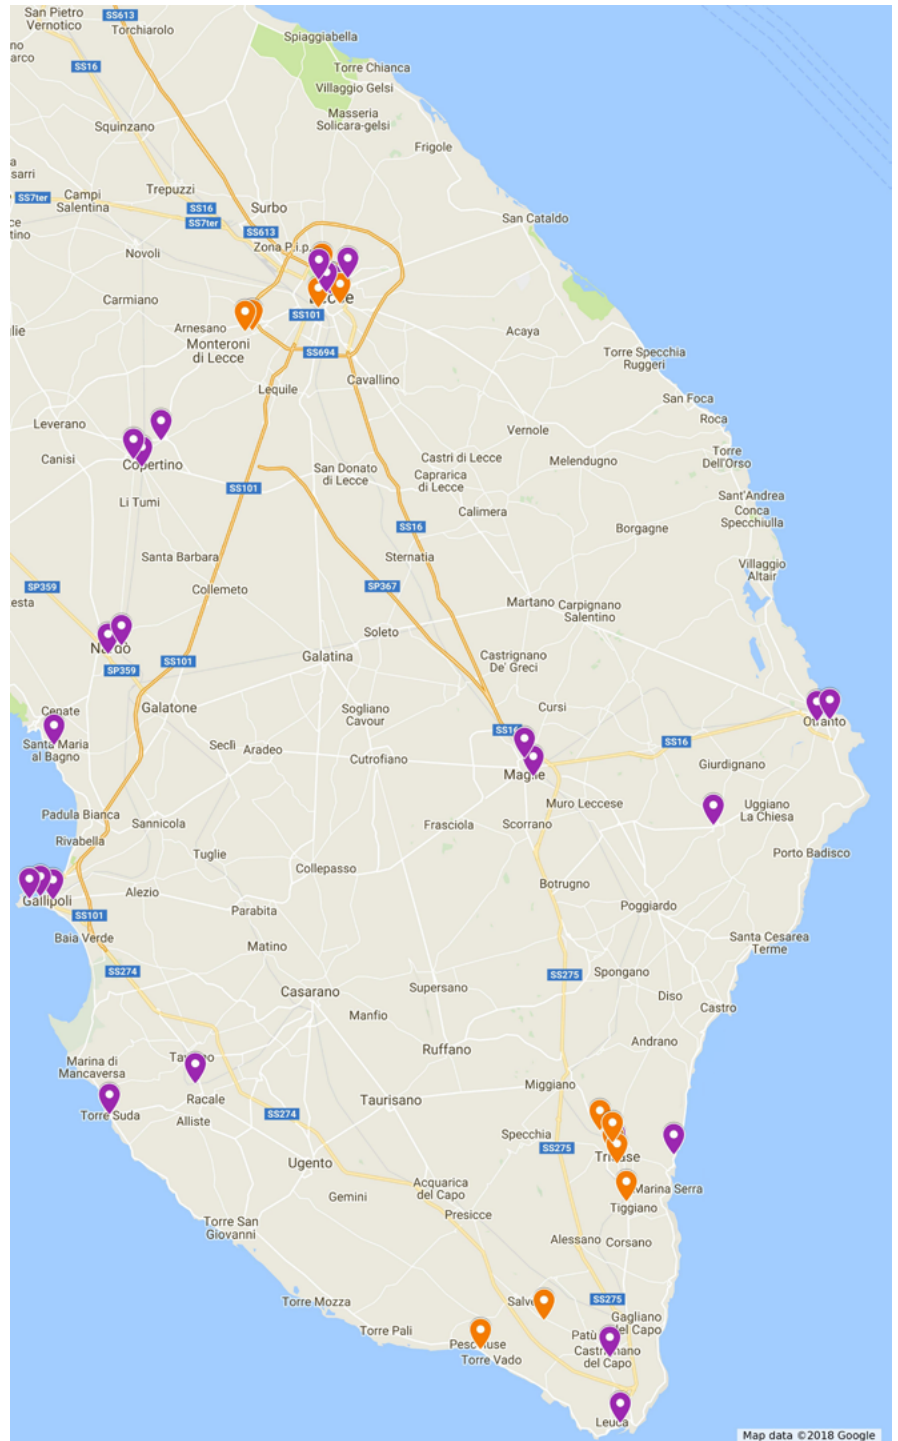 San Pietro
Vernotico
SS613
Torchiarolo
Spiaggiabella
SS16
Torre Chianca
Villaggio Gelsi
Masseria
Solicara-gelsi
Squinzano
Frigole
SS7ter
Campi
Salentina
Trepuzzi
SS16
SS7ter
Surbo
San Cataldo
SS613
Zona P.i.p.
Novoli
Carmiano
SS101
Arnesano
Monteroni
di Lecce
Acaya
SS694
Torre Specchia
Ruggeri
Cavallino
Lequile
San Foca
Roca
Leverano
Vernole
Canisi
Copertino
Castri di Lecce
Melendugno
Torre
Dell'Orso
San Donato
di Lecce
Caprarica
di Lecce
SS101
Li Tumi
Sant'Andrea
Conca
Specchiulla
Calimera
SS16
Borgagne
Santa Barbara
Sternatia
Villaggio
Altair
SP359
Collemeto
SP367
Martano
Carpignano
Salentino
Soleto
Nardò
SP359
SS101
Galatina
Castrignano
De' Greci
Cenate
Galatone
Sogliano
Cavour
Cursi
SS16
Otranto
Santa Maria
al Bagno
Seclì
Aradeo
SS16
Cutrofiano
Giurdignano
Maglie
Muro Leccese
Uggiano
La Chiesa
Padula Bianca
Sannicola
Frasciola
Scorrano
Rivabella
Tuglie
Porto Badisco
Collepasso
Botrugno
Alezio
Gallipoli
SS101
Parabita
Poggiardo
Baia Verde
Matino
Santa Cesarea
Terme
SS274
SS275
Spongano
Casarano
Supersano
Diso
Castro
Manfio
Andrano
Ruffano
Marina di
Mancaversa
Miggiano
Racale
Taurisano
Torre Suda
SS274
Alliste
Specchia
SS275
Tricase
Ugento
Acquarica
del Capo
Marina Serra
Gemini
Tiggiano
Presicce
Torre San
Giovanni
Alessano
Corsano
Torre Mozza
SS275
Gagliano
del Capo
Torre Pali
Patù
Torre Vado
Castrignano
del Capo
Leuca
Map data ©2018 Google